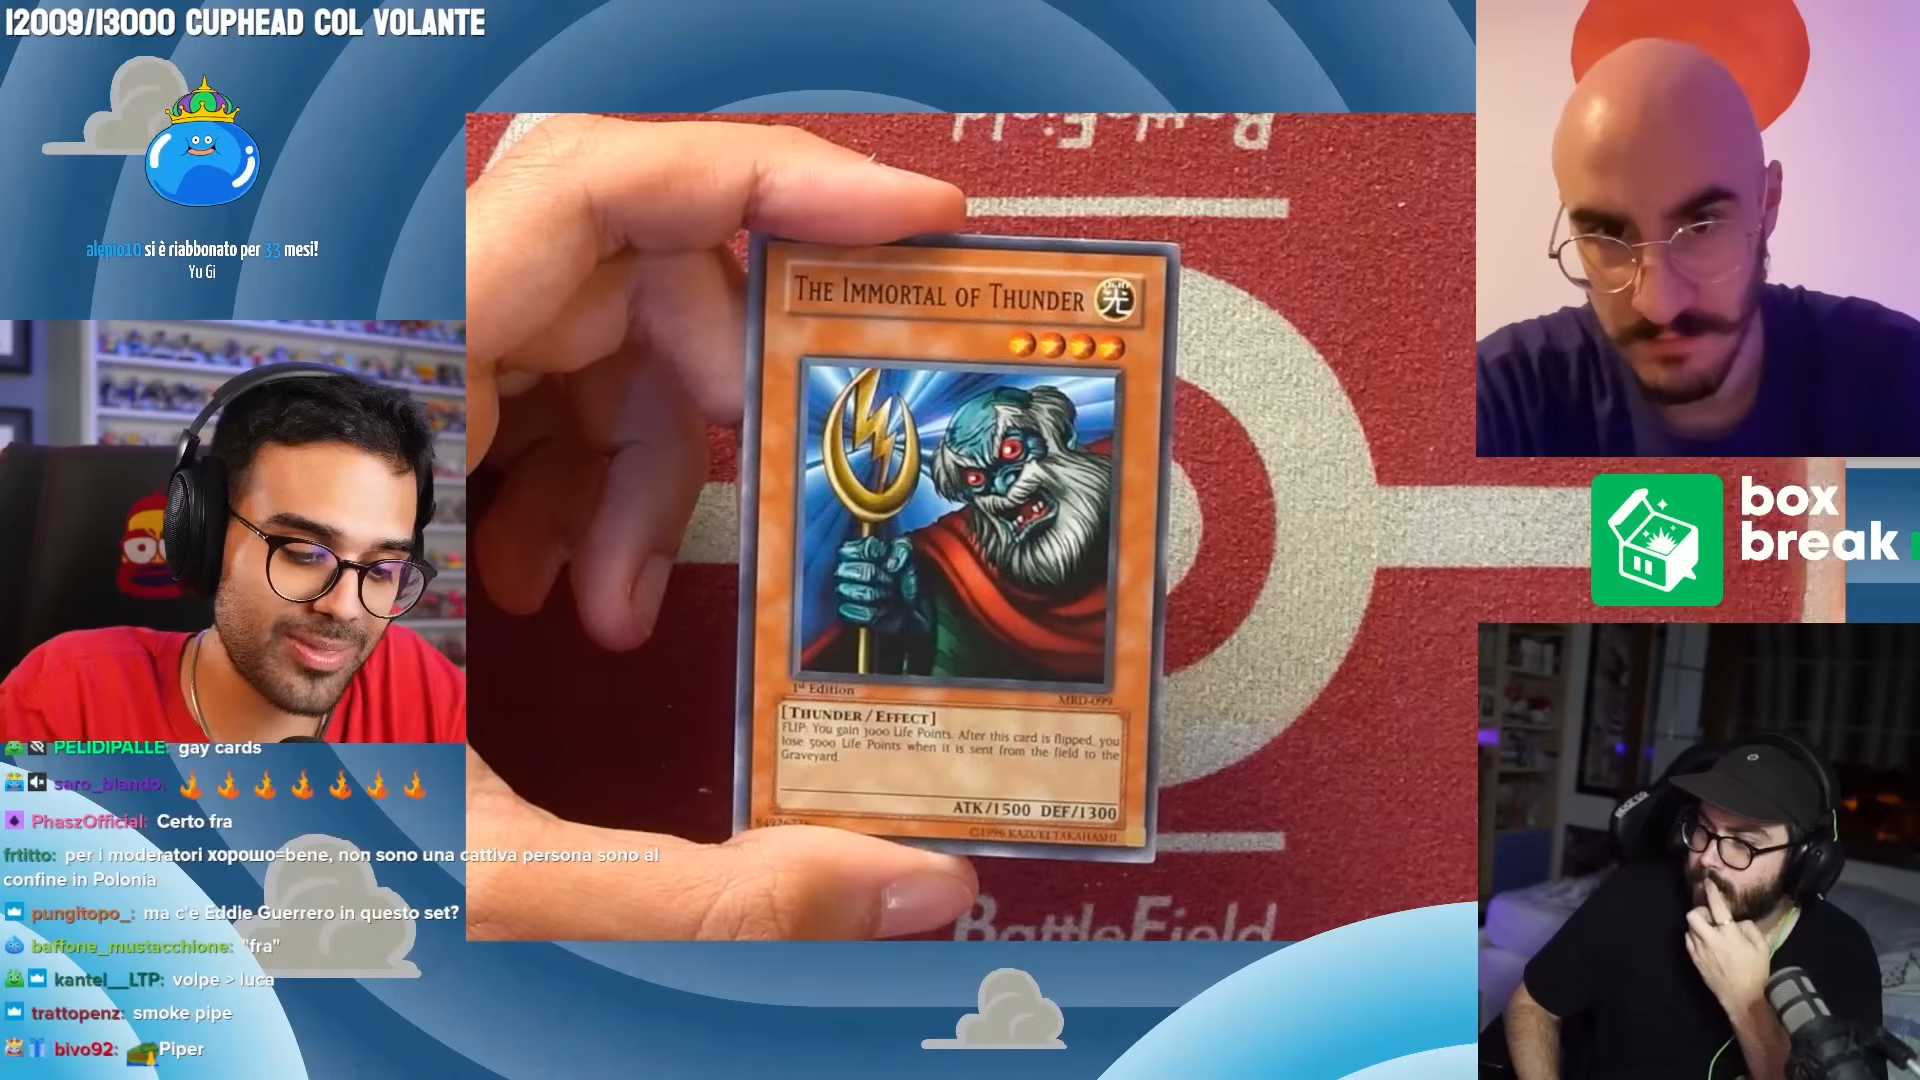 12009/13000 CUPHEAD COL VOLANTE
alepio10 si è riabbonato per 33 mesi!
Yu Gi
THE IMMORTAL OF THUNDER
LIGHT
光
1st Edition
MRD-099
[THUNDER/EFFECT]
FLIP: You gain 3000 Life Points. After this card is flipped, you
lose 5000 Life Points when it is sent from the field to the
Graveyard.
ATK/1500 DEF/1300
©1996 KAZUKI TAKAHASHI
BattleField
box
break
PELIDIPALLE: gay cards
saro_blando:
PhaszOfficial: Certo fra
frtitto: per i moderatori хорошо=bene, non sono una cattiva persona sono al
confine in Polonia
pungitopo_: ma c'è Eddie Guerrero in questo set?
baffone_mustacchione: "fra"
kantel__LTP: volpe > luca
trattopenz: smoke pipe
bivo92: Piper